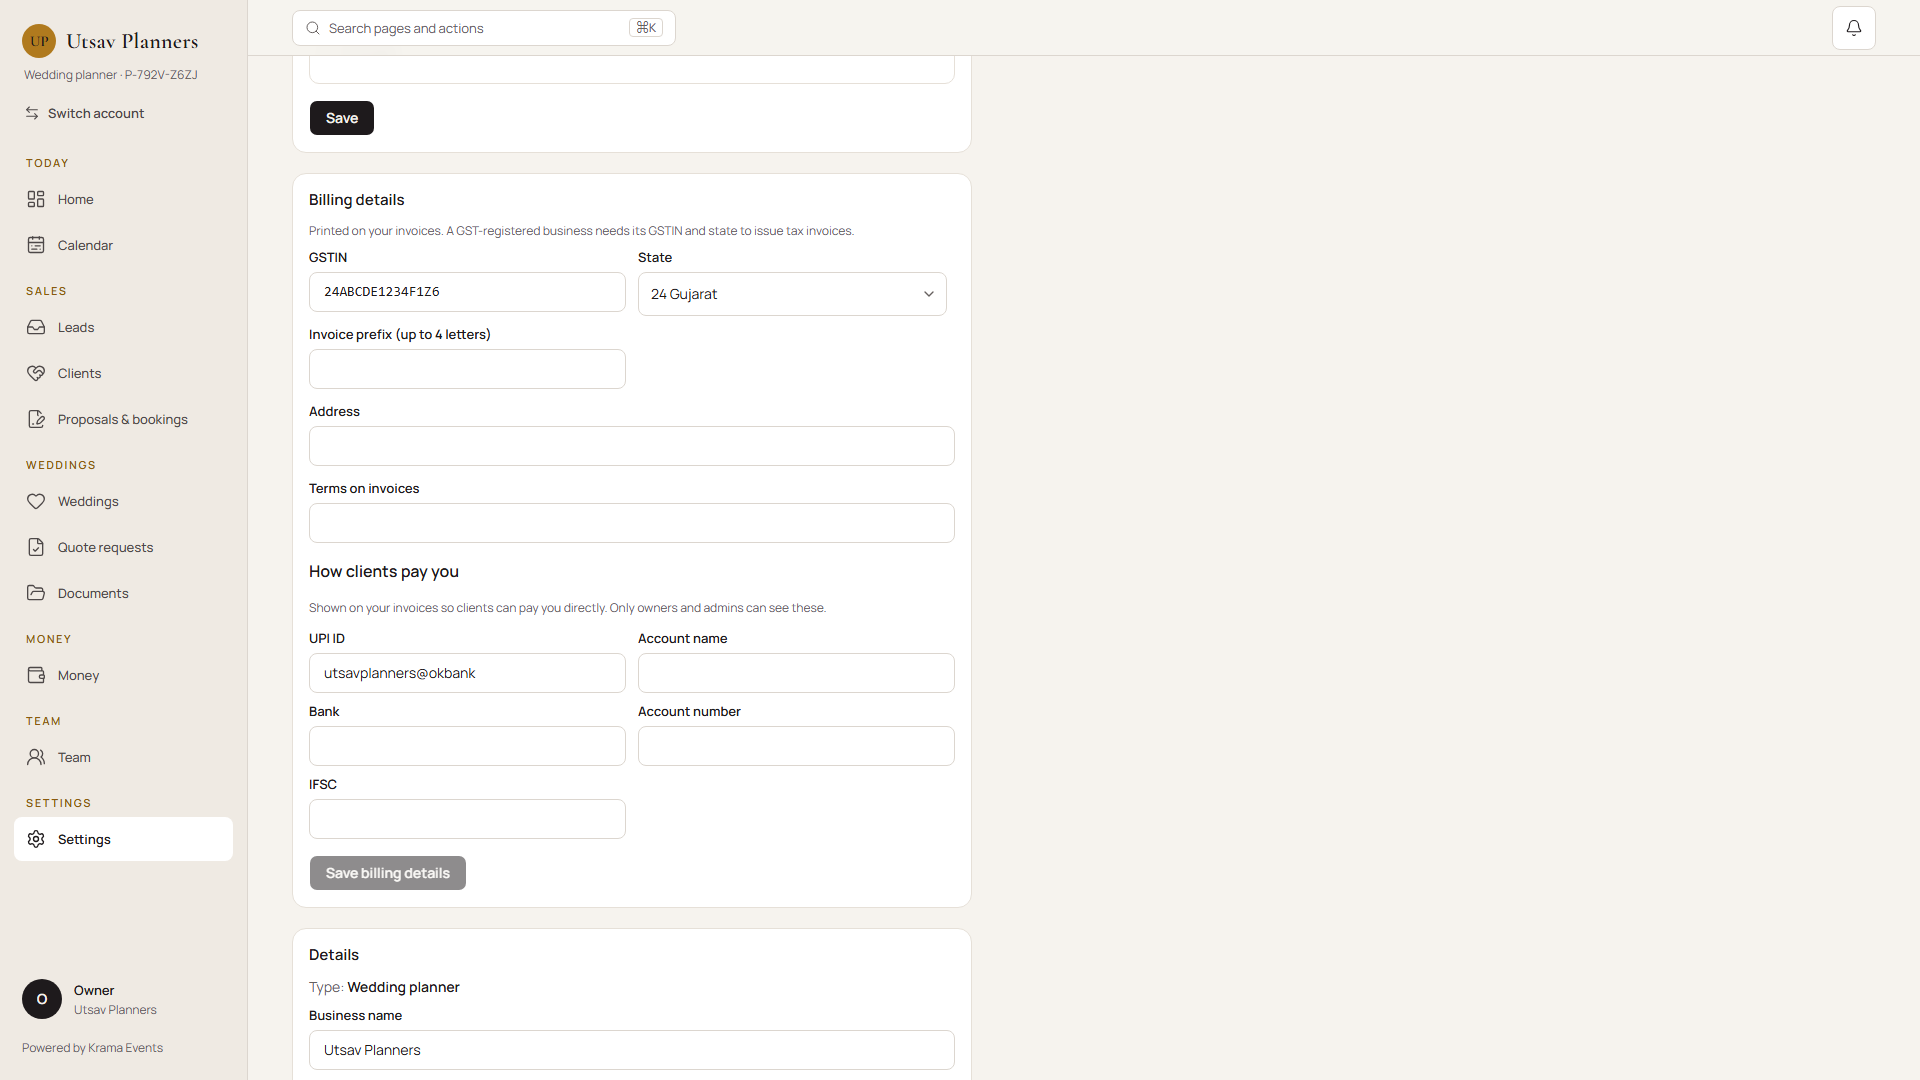 UP Utsav Planners
Wedding planner · P-792V-Z6ZJ
Switch account
TODAY
Home
Calendar
SALES
Leads
Clients
Proposals & bookings
WEDDINGS
Weddings
Quote requests
Documents
MONEY
Money
TEAM
Team
SETTINGS
Settings
O Owner
Utsav Planners
Powered by Krama Events
Search pages and actions ⌘K
Save
Billing details
Printed on your invoices. A GST-registered business needs its GSTIN and state to issue tax invoices.
GSTIN State
24ABCDE1234F1Z6 24 Gujarat
Invoice prefix (up to 4 letters)
Address
Terms on invoices
How clients pay you
Shown on your invoices so clients can pay you directly. Only owners and admins can see these.
UPI ID Account name
utsavplanners@okbank
Bank Account number
IFSC
Save billing details
Details
Type: Wedding planner
Business name
Utsav Planners